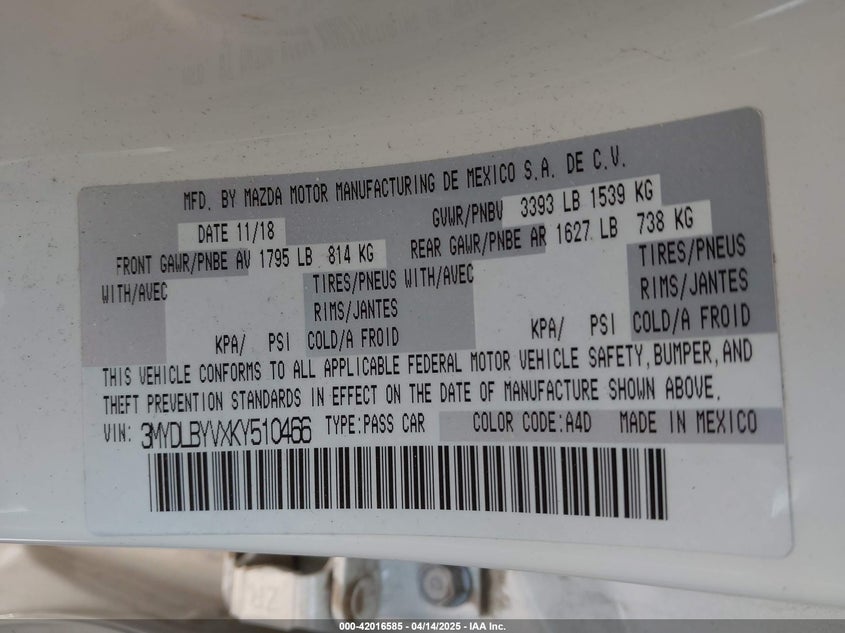 MFD. BY MAZDA MOTOR MANUFACTURING DE MEXICO S.A. DE C.V.
DATE 11/18 GVWR/PNBV 3393 LB 1539 KG
FRONT GAWR/PNBE AV 1795 LB 814 KG REAR GAWR/PNBE AR 1627 LB 738 KG
WITH/AVEC TIRES/PNEUS WITH/AVEC TIRES/PNEUS
RIMS/JANTES RIMS/JANTES
KPA/ PSI COLD/A FROID KPA/ PSI COLD/A FROID
THIS VEHICLE CONFORMS TO ALL APPLICABLE FEDERAL MOTOR VEHICLE SAFETY, BUMPER, AND
THEFT PREVENTION STANDARDS IN EFFECT ON THE DATE OF MANUFACTURE SHOWN ABOVE.
VIN: 3MYDLBYVXKY510466 TYPE:PASS CAR COLOR CODE:A4D MADE IN MEXICO
000-42016585 - 04/14/2025 - IAA Inc.